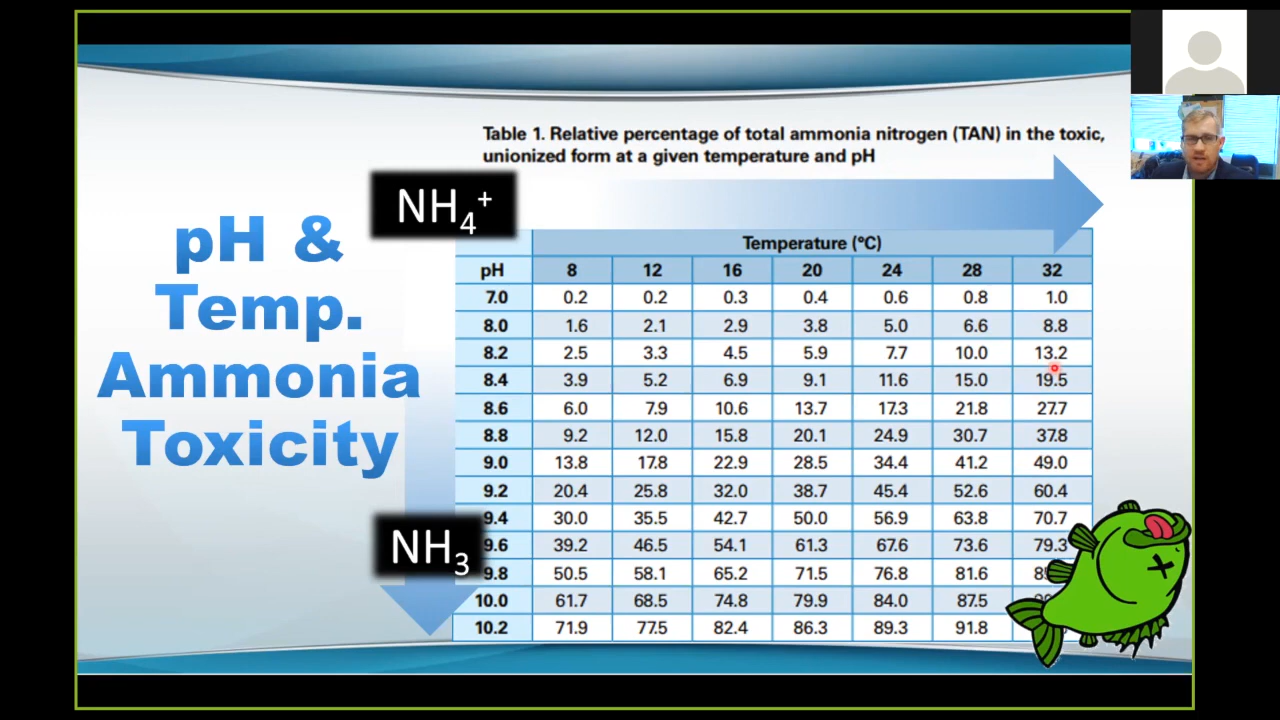 Table 1. Relative percentage of total ammonia nitrogen (TAN) in the toxic,
unionized form at a given temperature and pH
NH4+
pH &
Temp.
Ammonia
Toxicity
NH3
Temperature (°C)
pH 8 12 16 20 24 28 32
7.0 0.2 0.2 0.3 0.4 0.6 0.8 1.0
8.0 1.6 2.1 2.9 3.8 5.0 6.6 8.8
8.2 2.5 3.3 4.5 5.9 7.7 10.0 13.2
8.4 3.9 5.2 6.9 9.1 11.6 15.0 19.5
8.6 6.0 7.9 10.6 13.7 17.3 21.8 27.7
8.8 9.2 12.0 15.8 20.1 24.9 30.7 37.8
9.0 13.8 17.8 22.9 28.5 34.4 41.2 49.0
9.2 20.4 25.8 32.0 38.7 45.4 52.6 60.4
9.4 30.0 35.5 42.7 50.0 56.9 63.8 70.7
9.6 39.2 46.5 54.1 61.3 67.6 73.6 79.3
9.8 50.5 58.1 65.2 71.5 76.8 81.6
10.0 61.7 68.5 74.8 79.9 84.0 87.5
10.2 71.9 77.5 82.4 86.3 89.3 91.8